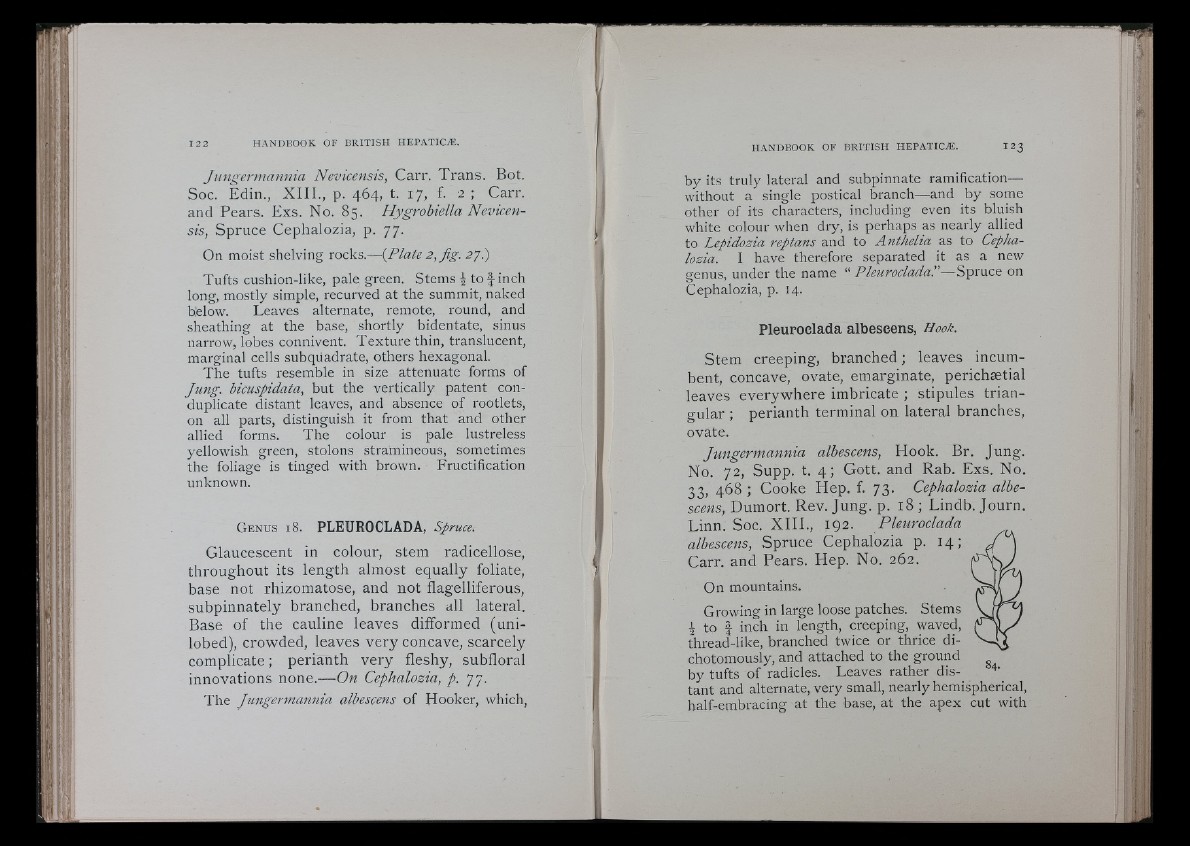 122 HANDBOOK OF BRITISH HEPATICÆ.
Jungermannia Nevicensis, Carr. Trans. Bot.
Soc. Edin., XIII., p. 464, t. 17, f. 2 ; Carr.
and Pears. Exs. No. 85. Hygrobiella Nevicen-
sis, Spruce Cephalozia, p. 77.
On moist shelving rocks.—(Plate 2, fig. 27.)
Tufts cushion-like, pale green. Stems ½ to ¾ inch
long, mostly simple, recurved at the summit, naked
below. Leaves alternate, remote, round, and
sheathing at the base, shortly bidentate, sinus
narrow, lobes connivent. Texture thin, translucent,
marginal cells subquadrate, others hexagonal.
The tufts resemble in size attenuate forms of
Jung. bicuspidata, but the vertically patent con-
duplicate distant leaves, and absence of rootlets,
on all parts, distinguish it from that and other
allied forms. The colour is pale lustreless
yellowish green, stolons stramineous, sometimes
the foliage is tinged with brown. Fructification
unknown.
GENUS 18. PLEUROCLADA, Spruce.
Glaucescent in colour, stem radicellose,
throughout its length almost equally foliate,
base not rhizomatose, and not flagelliferous,
subpinnately branched, branches all lateral.
Base of the cauline leaves difformed (uni-
lobed), crowded, leaves very concave, scarcely
complicate ; perianth very fleshy, subfloral
innovations none.—On Cephalozia, p. 77.
The Jungermannia albescens of Hooker, which,
HANDBOOK OF BRITISH HEPATICÆ. 123
by its truly lateral and subpinnate ramification—
without a single postical branch—and by some
other of its characters, including even its bluish
white colour when dry, is perhaps as nearly allied
to Lepidozia reptans and to Anthelia as to Cepha-
lozia. I have therefore separated it as a new
genus, under the name " Pleuroclada."—Spruce on
Cephalozia, p. 14.
Pleuroclada albescens, Hook.
Stem creeping, branched ; leaves incum-
bent, concave, ovate, emarginate, perichætial
leaves everywhere imbricate ; stipules trian-
gular ; perianth terminal on lateral branches,
ovate.
Jungermannia albescens, Hook. Br. Jung.
No. 72, Supp. t. 4 ; Gott. and Rab. Exs. No.
33, 468 ; Cooke Hep. f. 73. Cephalozia albe-
scens, Dumort. Rev. Jung. p. 18 ; Lindb. Journ.
Linn. Soc. XIII., 192. Pleuroclada
albescens, Spruce Cephalozia p. 14 ;
Carr. and Pears. Hep. No. 262.
On mountains.
Growing in large loose patches. Stems
½ to ¾ inch in length, creeping, waved,
thread-like, branched twice or thrice di-
chotomously, and attached to the ground
84.
by tufts of radicles. Leaves rather dis-
tant and alternate, very small, nearly hemispherical,
half-embracing at the base, at the apex cut with